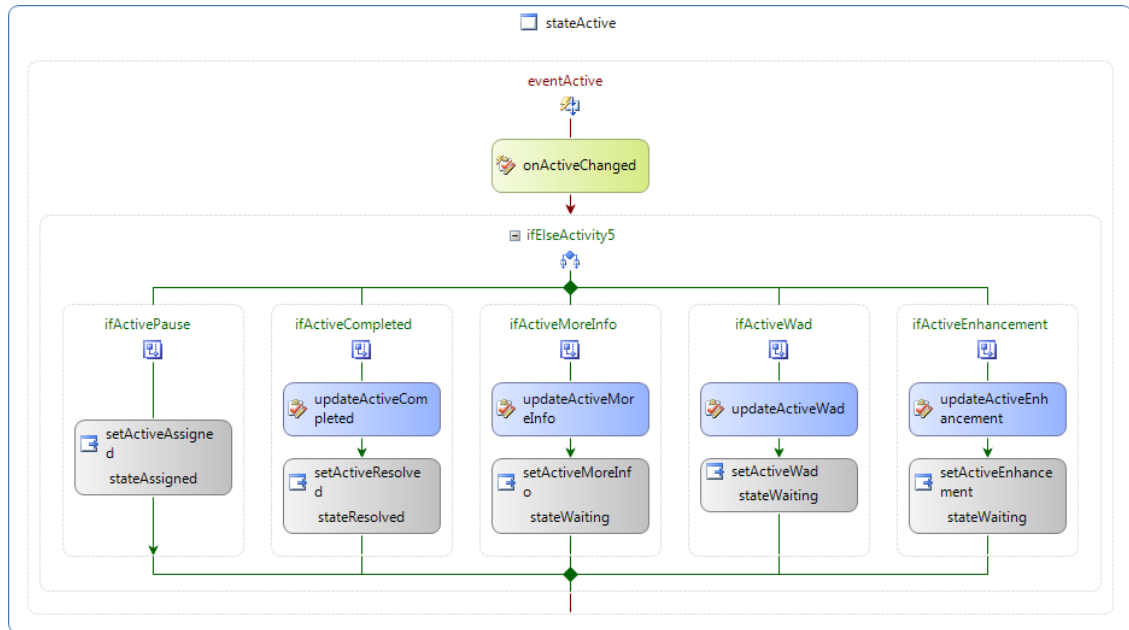 stateActive
eventActive
onActiveChanged
ifElseActivity5
ifActivePause
ifActiveCompleted
ifActiveMoreInfo
ifActiveWad
ifActiveEnhancement
updateActiveCom
pleted
updateActiveMor
eInfo
updateActiveWad
updateActiveEnh
ancement
setActiveAssigne
d
stateAssigned
setActiveResolve
d
stateResolved
setActiveMoreInf
o
stateWaiting
setActiveWad
stateWaiting
setActiveEnhance
ment
stateWaiting